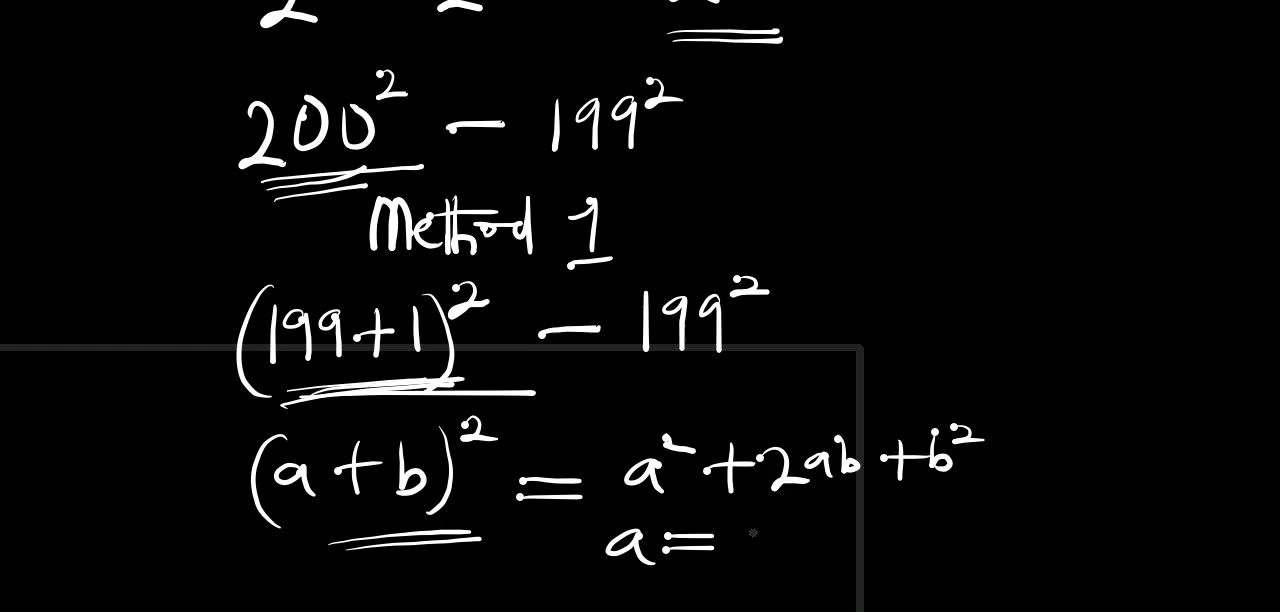 200² - 199²
Method 1
(199+1)² - 199²
(a+b)² = a² + 2ab + b²
a =